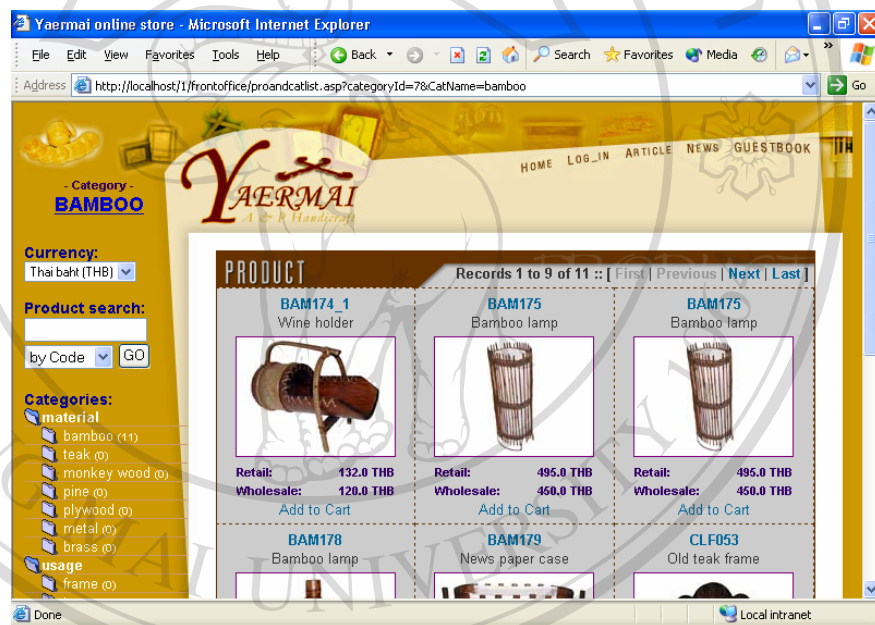 Yaermai online store - Microsoft Internet Explorer
File Edit View Favorites Tools Help Back Search Favorites Media »
Address http://localhost/1/frontoffice/proandcatlist.asp?categoryId=7&CatName=bamboo Go
HOME LOG_IN ARTICLE NEWS GUESTBOOK
- Category -
BAMBOO
YAERMAI
A & P Handicraft
Currency:
Thai baht (THB)
Product search:
by Code GO
Categories:
material
bamboo (11)
teak (0)
monkey wood (0)
pine (0)
plywood (0)
metal (0)
brass (0)
usage
frame (0)
PRODUCT
Records 1 to 9 of 11 :: [ First | Previous | Next | Last ]
BAM174_1 BAM175 BAM175
Wine holder Bamboo lamp Bamboo lamp
Retail: 132.0 THB Retail: 495.0 THB Retail: 495.0 THB
Wholesale: 120.0 THB Wholesale: 450.0 THB Wholesale: 450.0 THB
Add to Cart Add to Cart Add to Cart
BAM178 BAM179 CLF053
Bamboo lamp News paper case Old teak frame
MAI UNIVERSITY
Done Local intranet